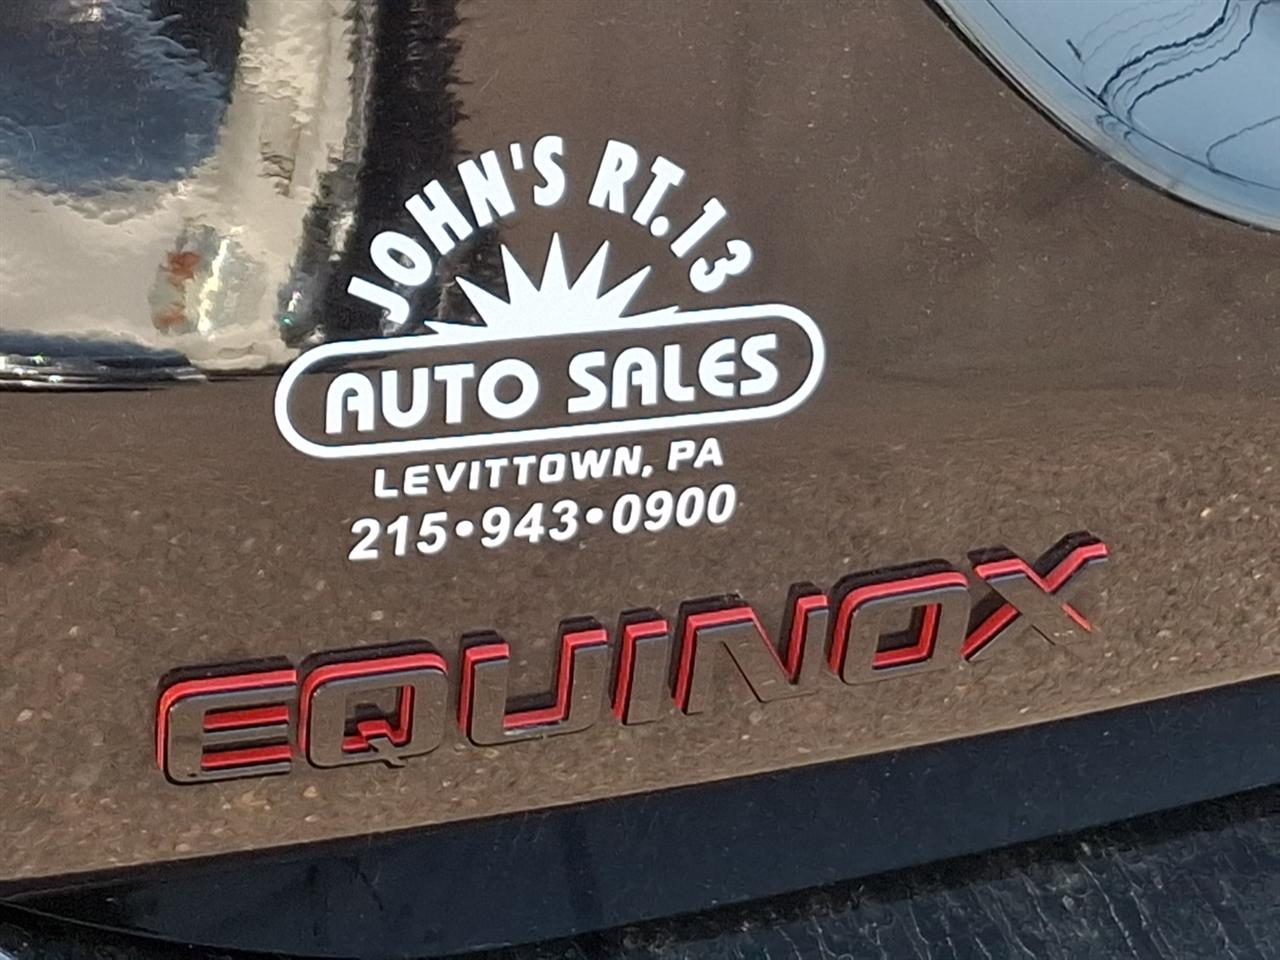 JOHN'S RT. 13
AUTO SALES
LEVITTOWN, PA
215•943•0900
EQUINOX